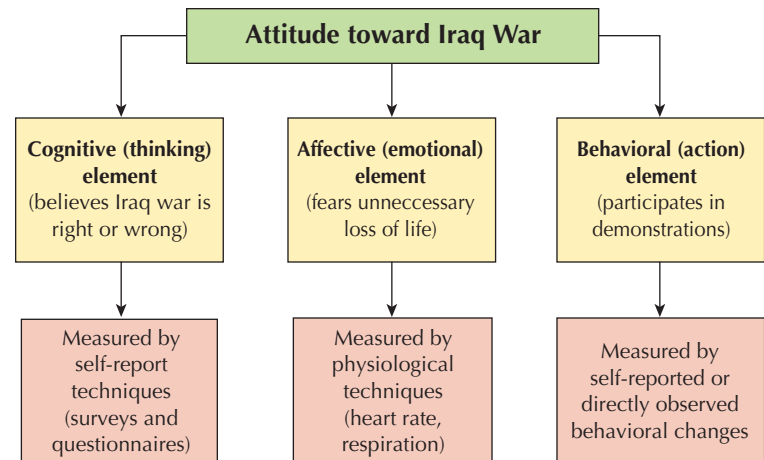 Attitude toward Iraq War
Cognitive (thinking)
element
(believes Iraq war is
right or wrong)
Affective (emotional)
element
(fears unneccessary
loss of life)
Behavioral (action)
element
(participates in
demonstrations)
Measured by
self-report
techniques
(surveys and
questionnaires)
Measured by
physiological
techniques
(heart rate,
respiration)
Measured by
self-reported or
directly observed
behavioral changes